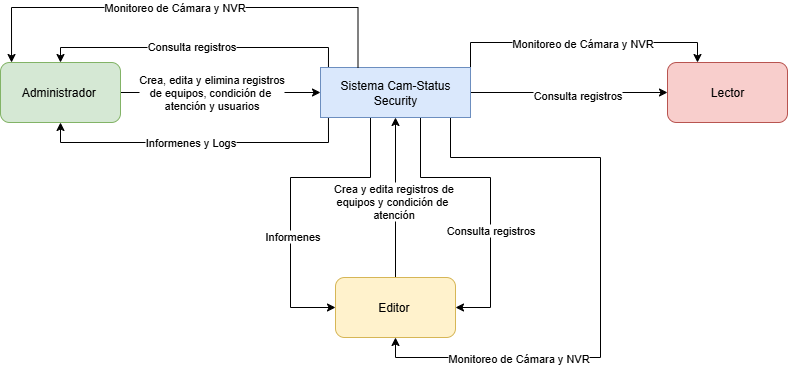 Monitoreo de Cámara y NVR
Consulta registros
Monitoreo de Cámara y NVR
Administrador
Crea, edita y elimina registros
de equipos, condición de
atención y usuarios
Sistema Cam-Status
Security
Consulta registros
Lector
Informenes y Logs
Crea y edita registros de
equipos y condición de
atención
Informenes
Consulta registros
Editor
Monitoreo de Cámara y NVR